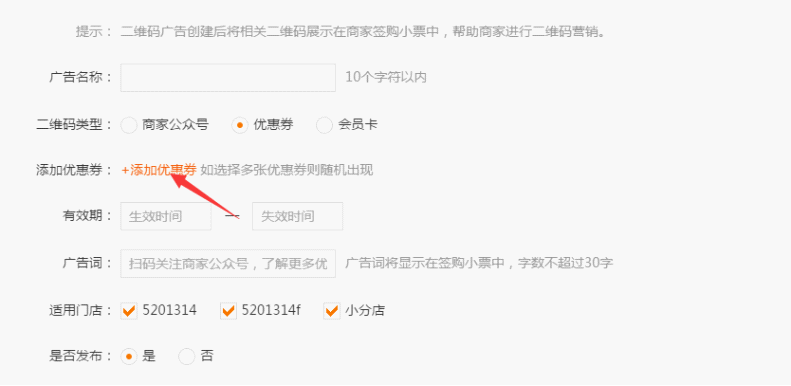 提示： 二维码广告创建后将相关二维码展示在商家签购小票中，帮助商家进行二维码营销。
广告名称： 10个字符以内
二维码类型： 商家公众号 优惠券 会员卡
添加优惠券： +添加优惠券 如选择多张优惠券则随机出现
有效期： 生效时间 — 失效时间
广告词： 扫码关注商家公众号，了解更多优 广告词将显示在签购小票中，字数不超过30字
适用门店： 5201314 5201314f 小分店
是否发布： 是 否